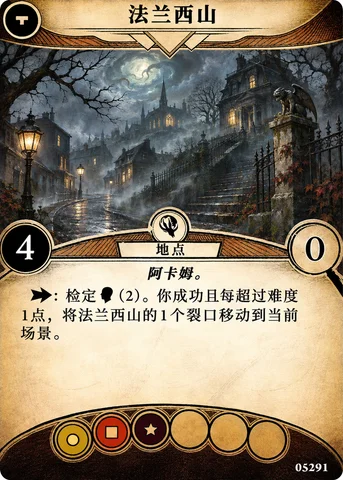 法兰西山
4
地点
0
阿卡姆。
：检定（2）。你成功且每超过难度
1点，将法兰西山的1个裂口移动到当前
场景。
05291